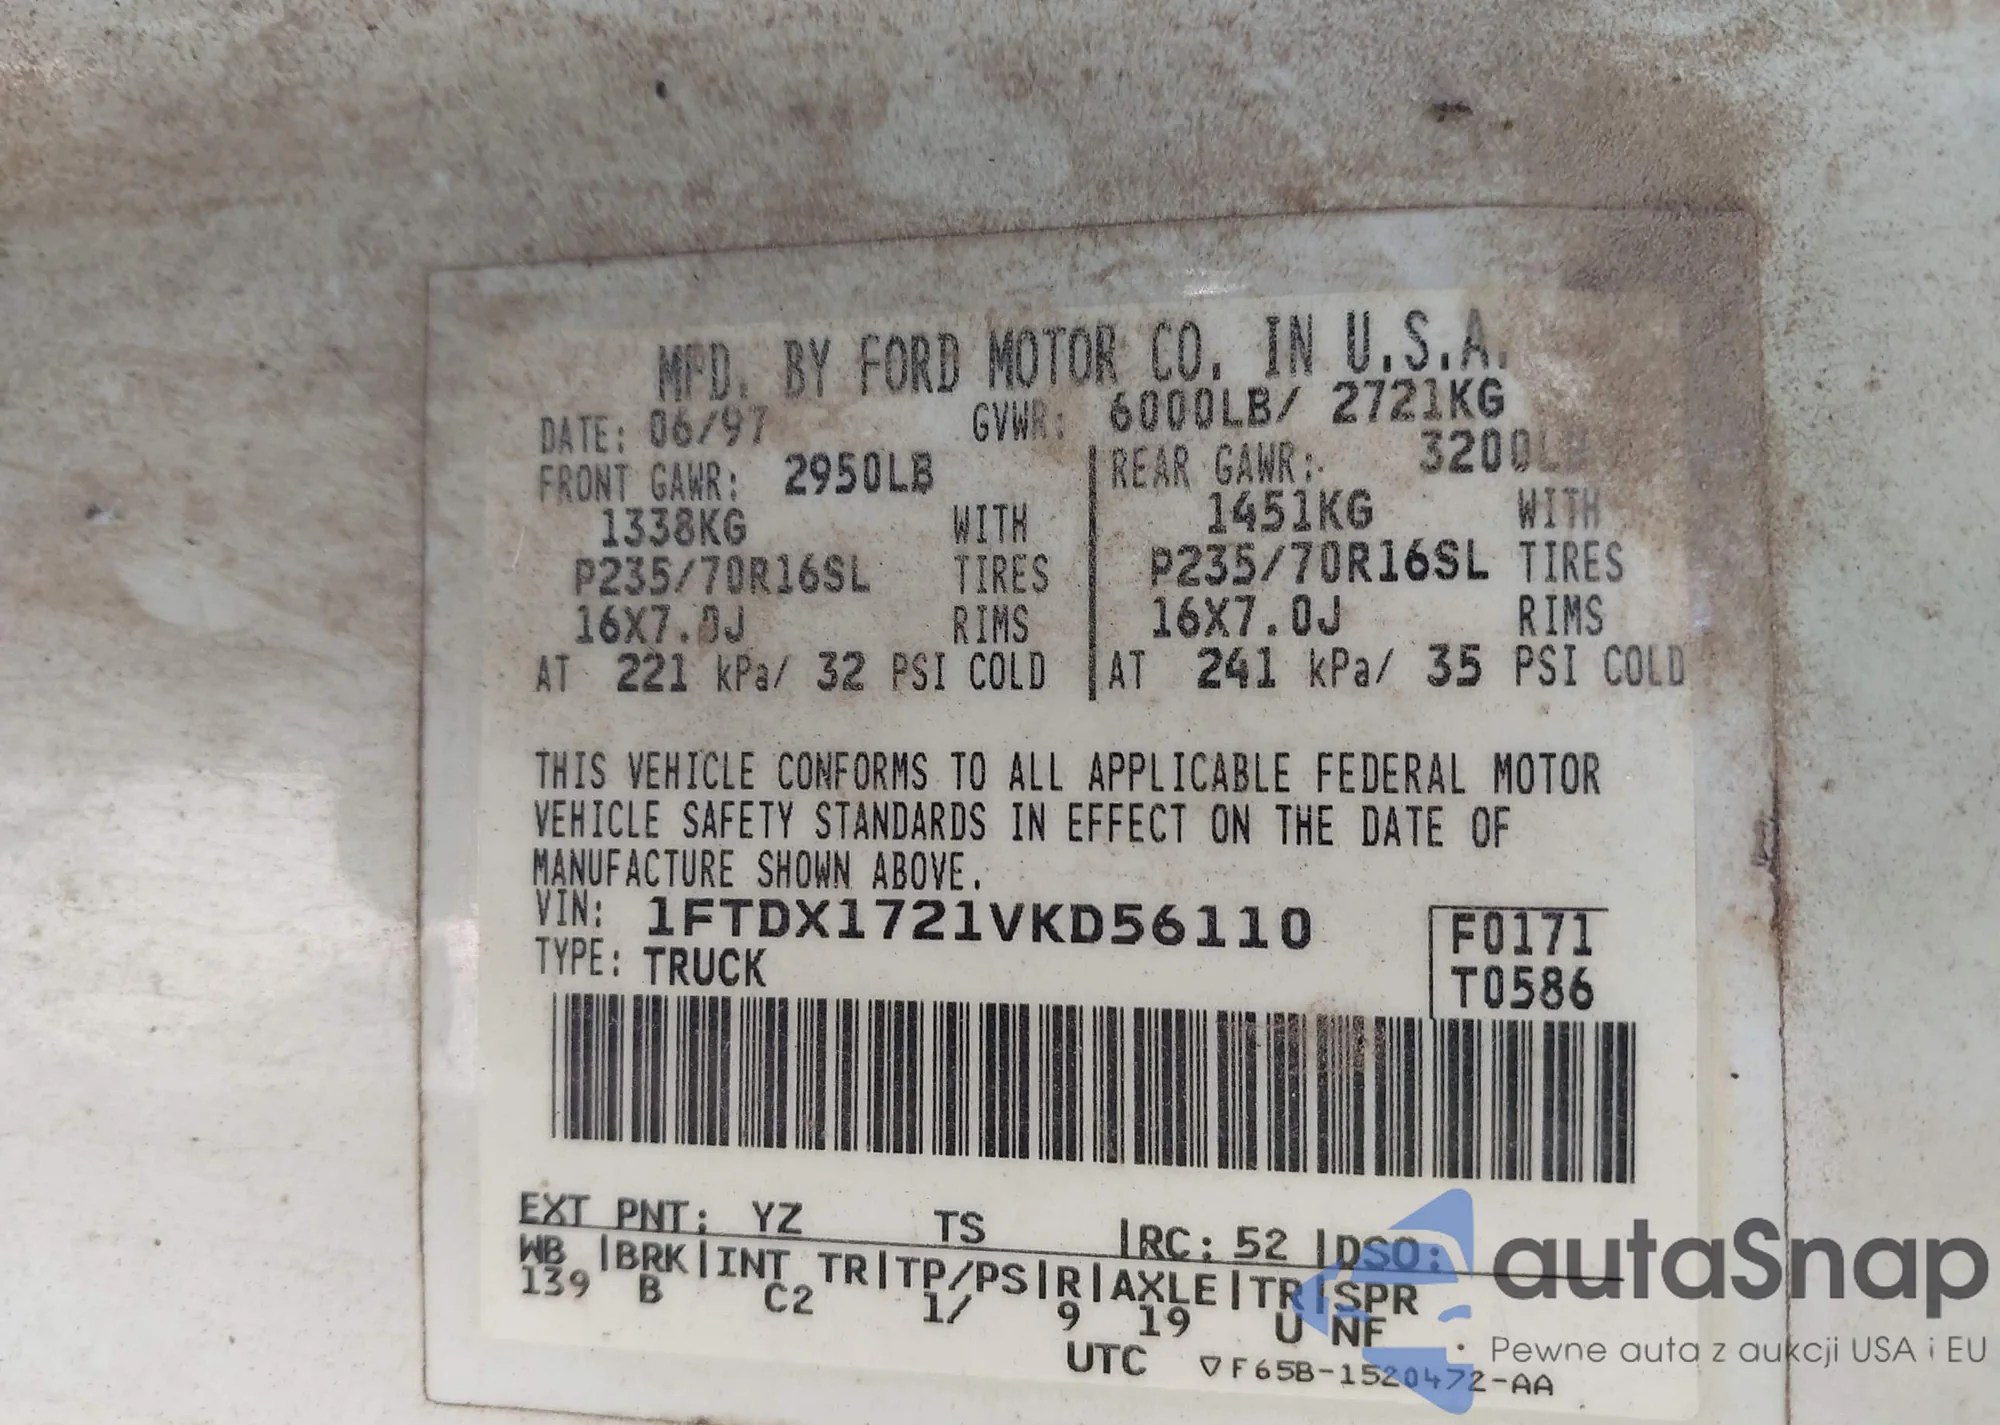 MFD. BY FORD MOTOR CO. IN U.S.A.
DATE: 06/97 GVWR: 6000LB/ 2721KG
FRONT GAWR: 2950LB REAR GAWR: 3200LB
1338KG WITH 1451KG WITH
P235/70R16SL TIRES P235/70R16SL TIRES
16X7.0J RIMS 16X7.0J RIMS
AT 221 kPa/ 32 PSI COLD AT 241 kPa/ 35 PSI COLD
THIS VEHICLE CONFORMS TO ALL APPLICABLE FEDERAL MOTOR
VEHICLE SAFETY STANDARDS IN EFFECT ON THE DATE OF
MANUFACTURE SHOWN ABOVE.
VIN: 1FTDX1721VKD56110 F0171
TYPE: TRUCK T0586
EXT PNT: YZ TS |RC: 52 |DSO:
WB |BRK|INT TR|TP/PS|R|AXLE|TR|SPR
139 B C2 1/ 9 19 U NF
UTC ▽F65B-1520472-AA
autaSnap
Pewne auta z aukcji USA i EU